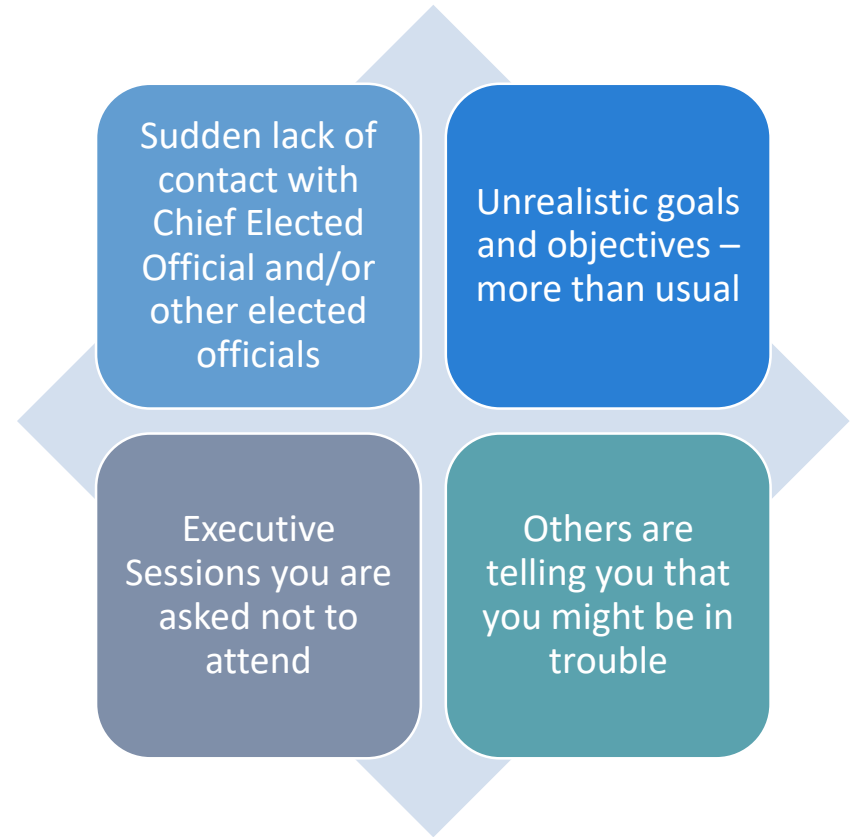 Sudden lack of
contact with
Chief Elected
Official and/or
other elected
officials
Unrealistic goals
and objectives –
more than usual
Executive
Sessions you are
asked not to
attend
Others are
telling you that
you might be in
trouble